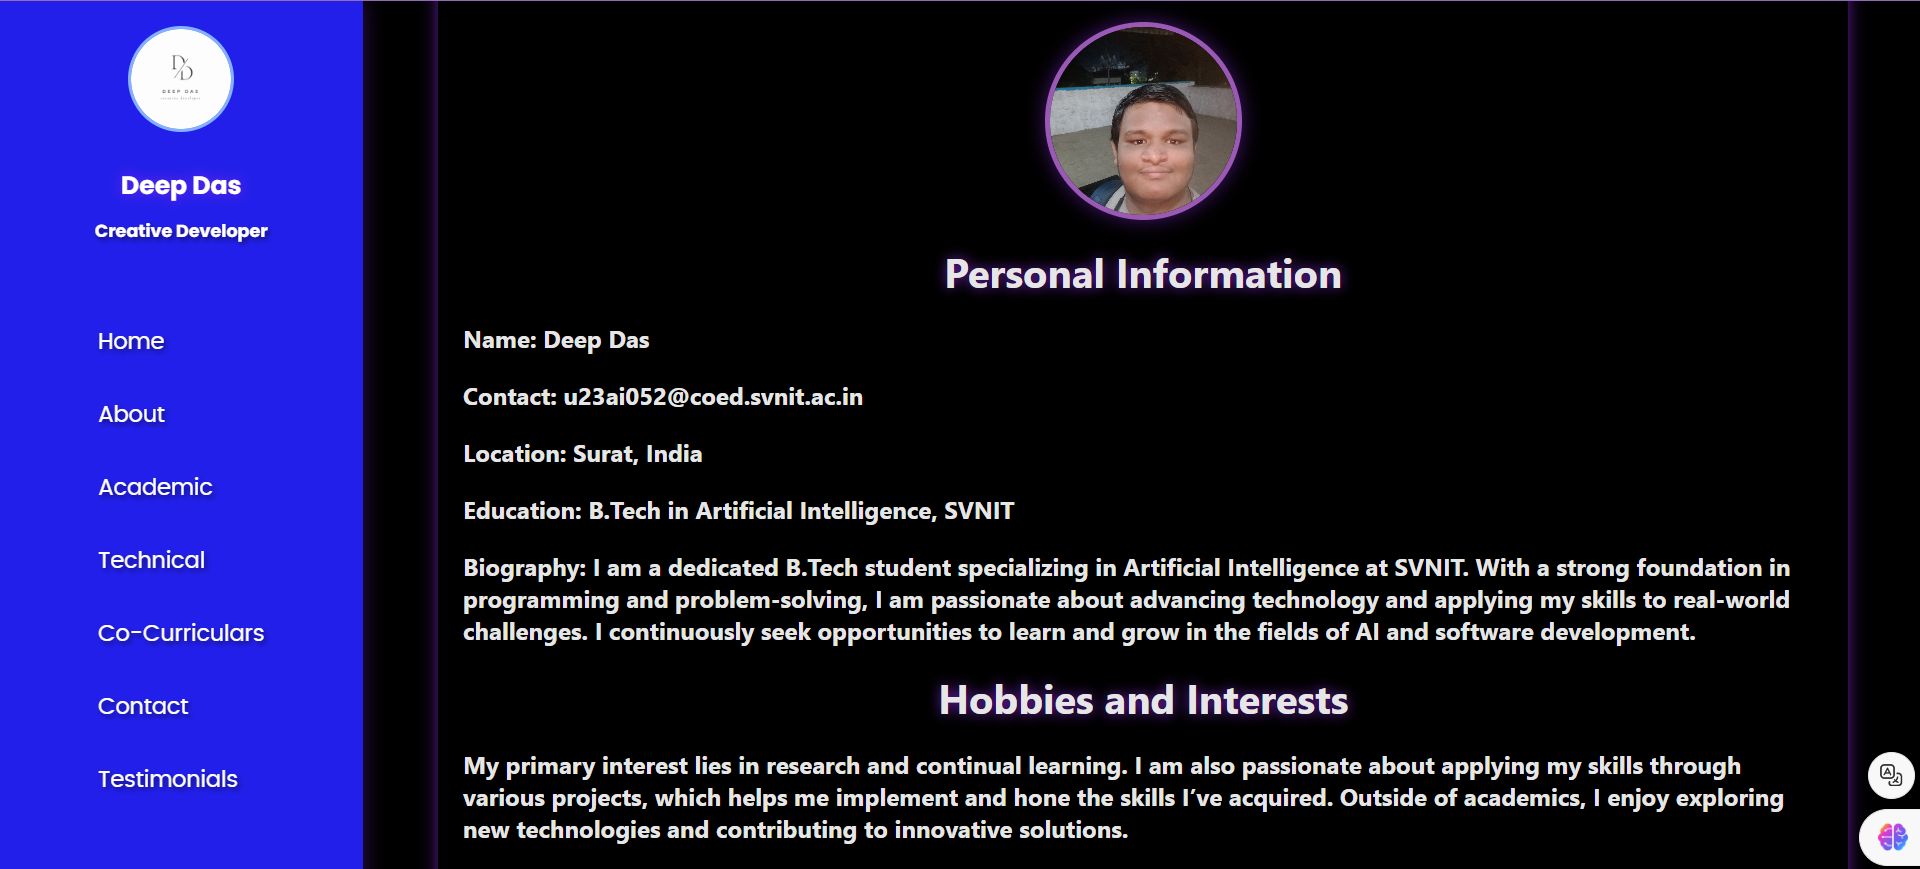 D/D
DEEP DAS
creative developer
Deep Das
Creative Developer
Home
About
Academic
Technical
Co-Curriculars
Contact
Testimonials
Personal Information
Name: Deep Das
Contact: u23ai052@coed.svnit.ac.in
Location: Surat, India
Education: B.Tech in Artificial Intelligence, SVNIT
Biography: I am a dedicated B.Tech student specializing in Artificial Intelligence at SVNIT. With a strong foundation in
programming and problem-solving, I am passionate about advancing technology and applying my skills to real-world
challenges. I continuously seek opportunities to learn and grow in the fields of AI and software development.
Hobbies and Interests
My primary interest lies in research and continual learning. I am also passionate about applying my skills through
various projects, which helps me implement and hone the skills I’ve acquired. Outside of academics, I enjoy exploring
new technologies and contributing to innovative solutions.